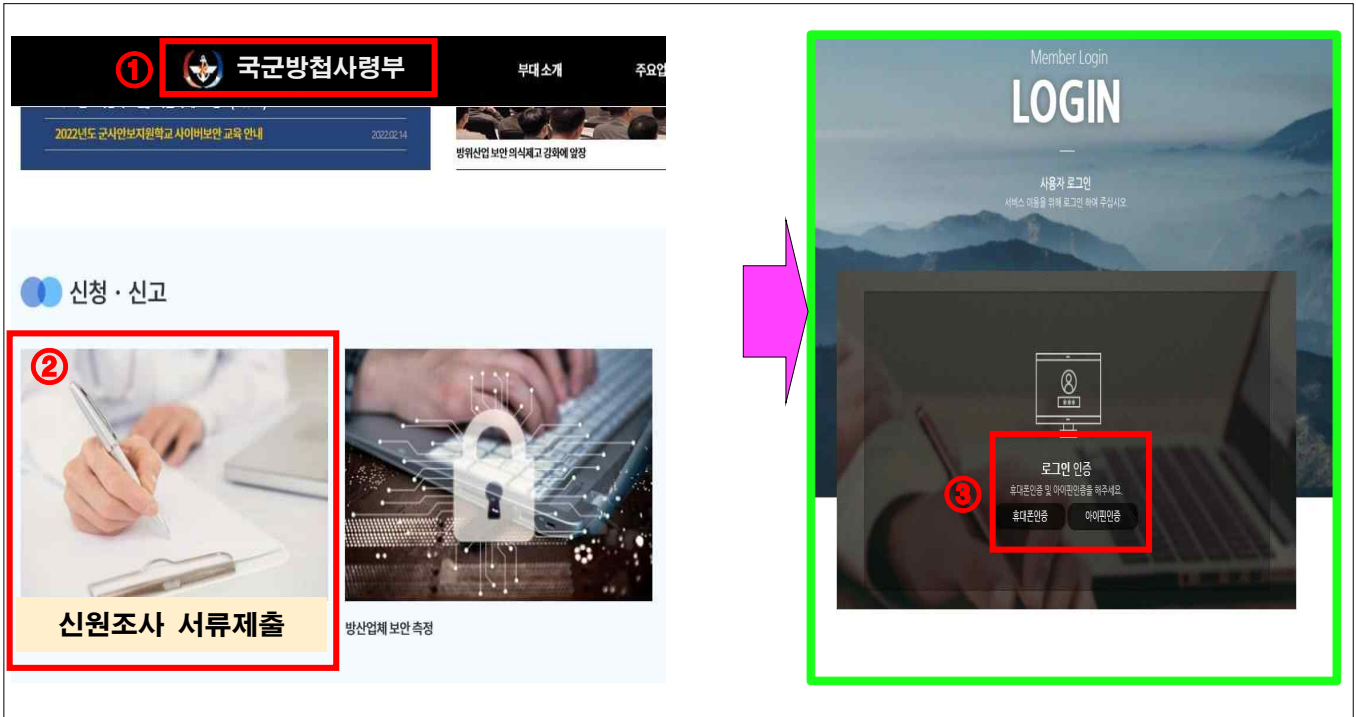 ①
국군방첩사령부
부대소개
주요업
2022년도 군사안보지원학교 사이버보안 교육 안내
2022.02.14
방위산업 보안 의식제고 강화에 앞장
신청 · 신고
②
신원조사 서류제출
방산업체 보안 측정
Member Login
LOGIN
사용자 로그인
서비스 이용을 위해 로그인 하여 주십시오
③
로그인 인증
휴대폰인증 및 아이핀인증을 해주세요.
휴대폰인증
아이핀인증